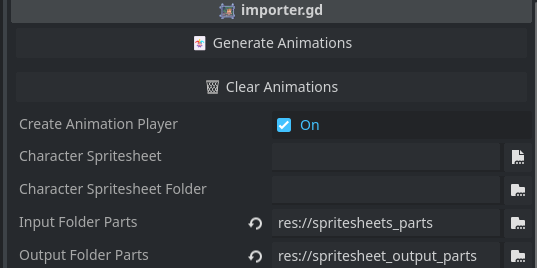 importer.gd
Generate Animations
Clear Animations
Create Animation Player On
Character Spritesheet
Character Spritesheet Folder
Input Folder Parts res://spritesheets_parts
Output Folder Parts res://spritesheet_output_parts